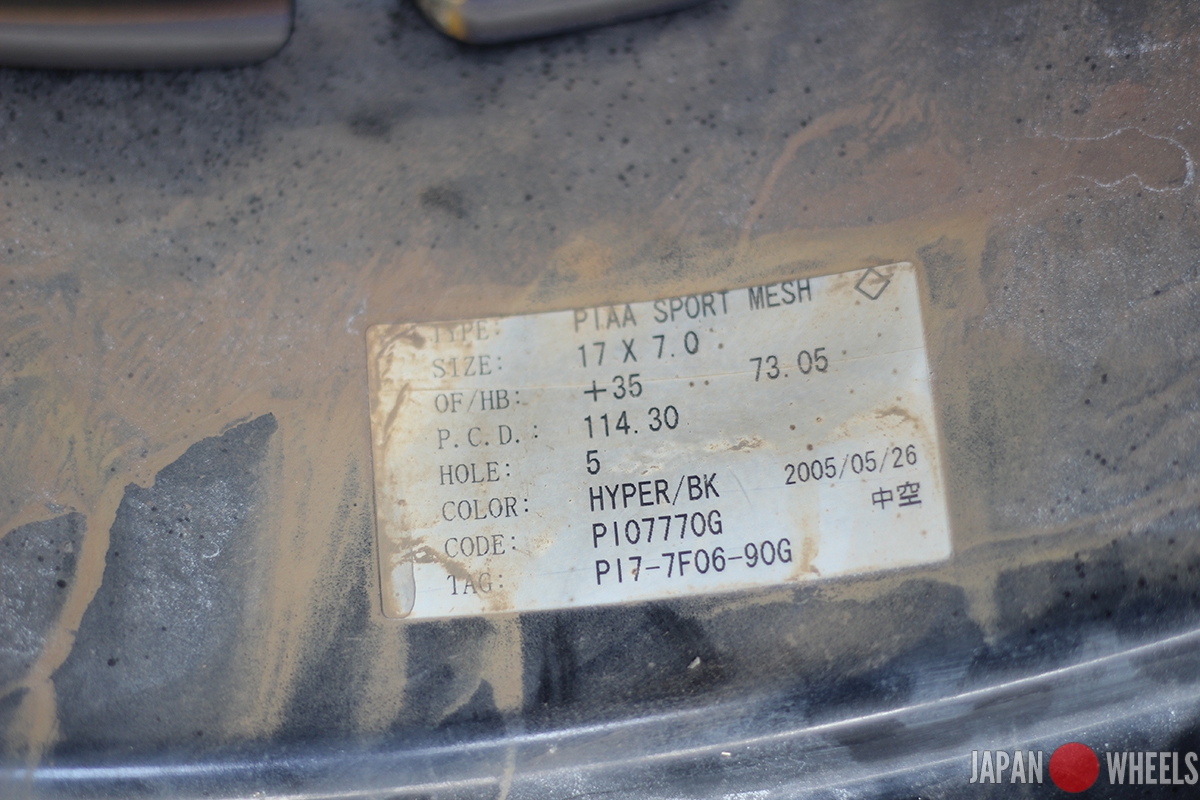 TYPE: PIAA SPORT MESH
SIZE: 17 X 7.0
OF/HB: +35 73.05
P.C.D.: 114.30
HOLE: 5
COLOR: HYPER/BK 2005/05/26
CODE: PI07770G 中空
TAG: PI7-7F06-90G
JAPAN WHEELS